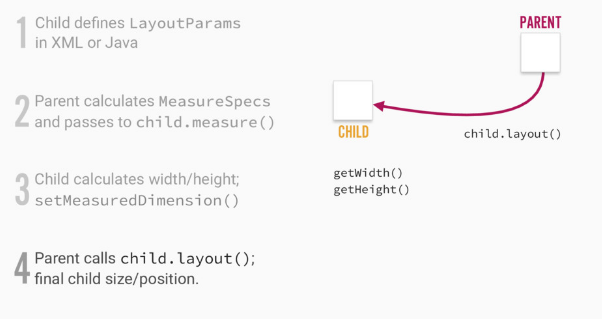 1 Child defines LayoutParams
in XML or Java
2 Parent calculates MeasureSpecs
and passes to child.measure()
3 Child calculates width/height;
setMeasuredDimension()
4 Parent calls child.layout();
final child size/position.
PARENT
CHILD
child.layout()
getWidth()
getHeight()